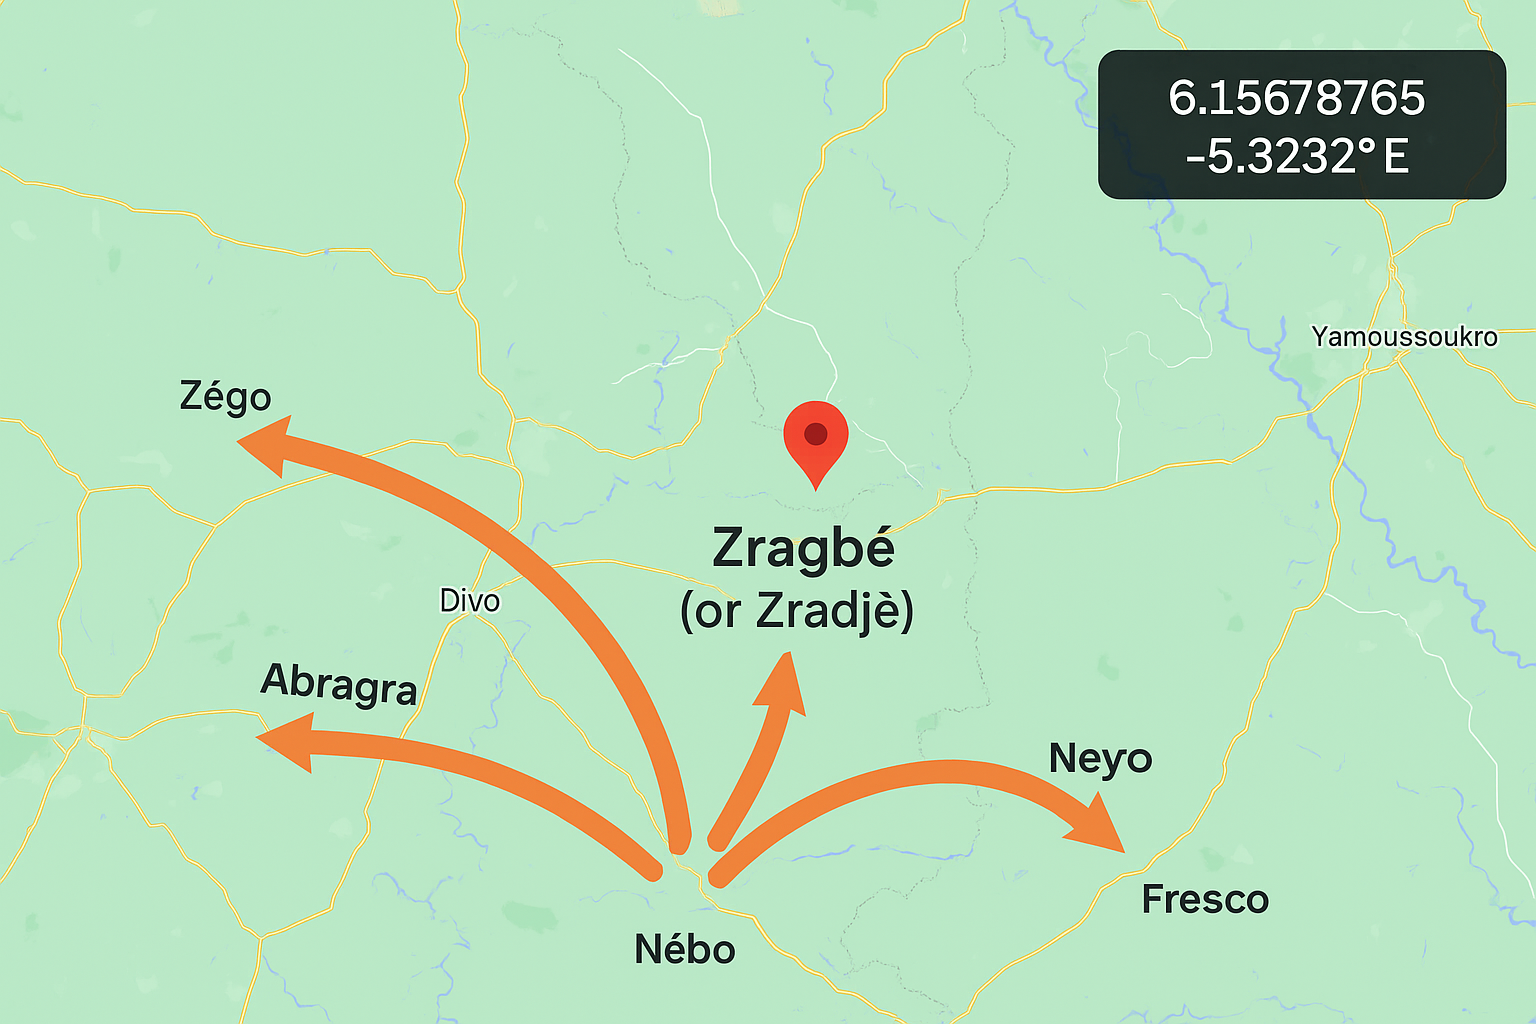 6.15678765
-5.3232° E
Yamoussoukro
Zégo
Zragbé
(or Zradjè)
Divo
Abragra
Neyo
Fresco
Nébo